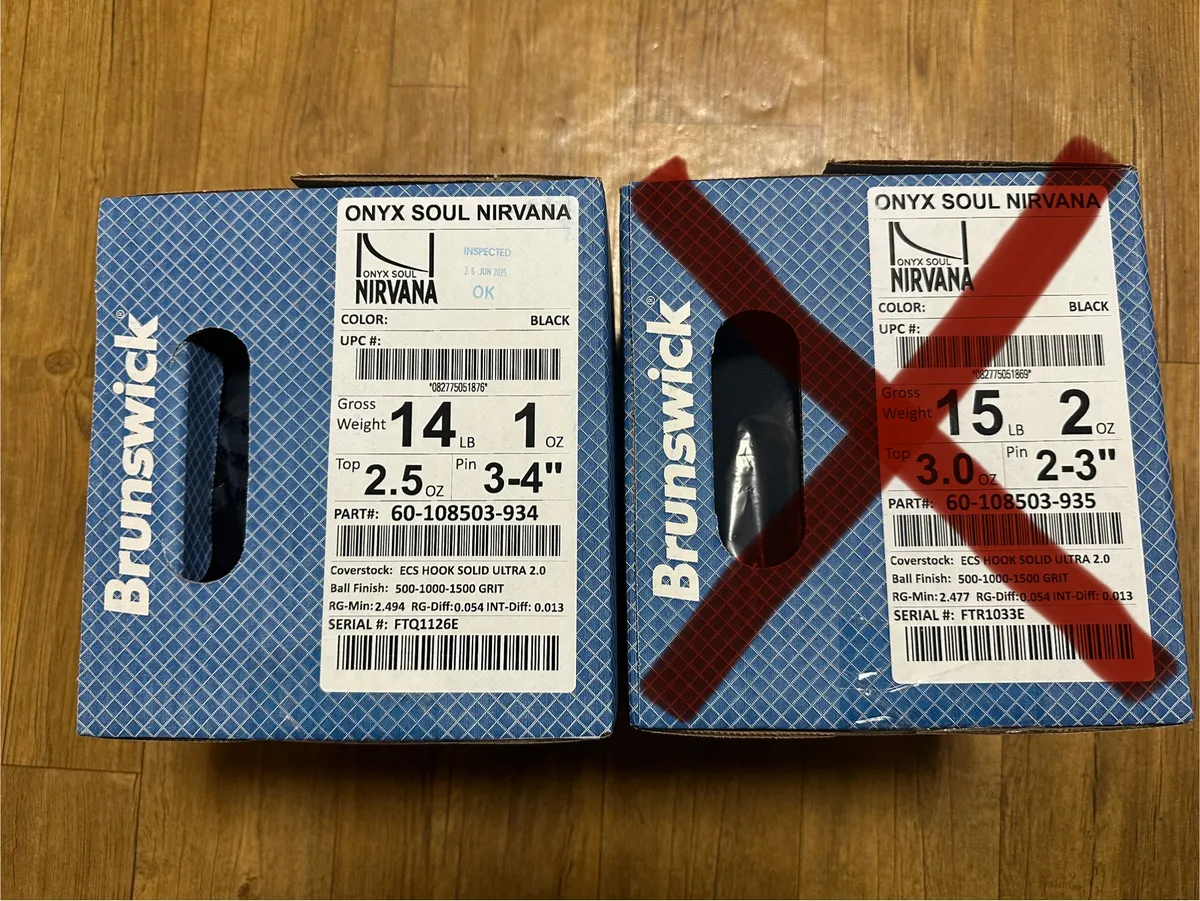 Brunswick®
ONYX SOUL NIRVANA
ONYX SOUL
NIRVANA
INSPECTED
26 JUN 2025
OK
COLOR: BLACK
UPC #:
*082775051876*
Gross Weight 14 LB 1 OZ
Top 2.5 OZ Pin 3-4"
PART#: 60-108503-934
Coverstock: ECS HOOK SOLID ULTRA 2.0
Ball Finish: 500-1000-1500 GRIT
RG-Min: 2.494 RG-Diff: 0.054 INT-Diff: 0.013
SERIAL #: FTQ1126E
Brunswick®
ONYX SOUL NIRVANA
ONYX SOUL
NIRVANA
COLOR: BLACK
UPC #:
*082775051869*
Gross Weight 15 LB 2 OZ
Top 3.0 OZ Pin 2-3"
PART#: 60-108503-935
Coverstock: ECS HOOK SOLID ULTRA 2.0
Ball Finish: 500-1000-1500 GRIT
RG-Min: 2.477 RG-Diff: 0.054 INT-Diff: 0.013
SERIAL #: FTR1033E